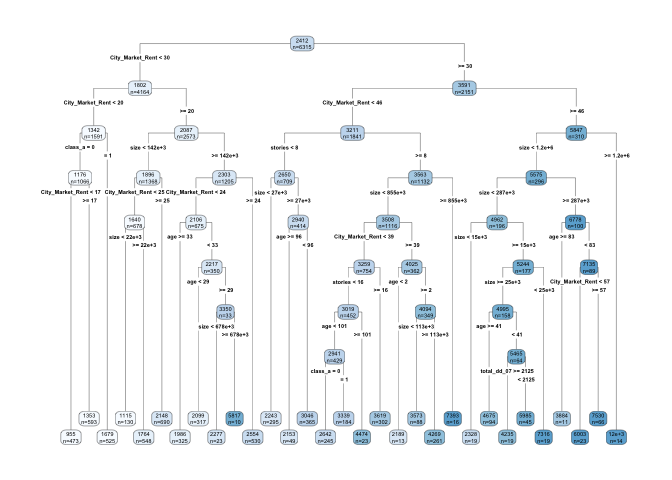 2412
n=6315
City_Market_Rent < 30
>= 30
1802
n=4164
3591
n=2151
City_Market_Rent < 20
>= 20
City_Market_Rent < 46
>= 46
1342
n=1591
2087
n=2573
3211
n=1841
5847
n=310
class_a = 0
= 1
size < 142e+3
>= 142e+3
stories < 8
>= 8
size < 1.2e+6
>= 1.2e+6
1176
n=1066
1896
n=1368
2303
n=1205
2650
n=709
3563
n=1132
5575
n=296
City_Market_Rent < 17
>= 17
City_Market_Rent < 25
>= 25
City_Market_Rent < 24
>= 24
size < 27e+3
>= 27e+3
size < 855e+3
>= 855e+3
size < 287e+3
>= 287e+3
1640
n=678
2106
n=675
2940
n=414
3508
n=1116
4962
n=196
6778
n=100
size < 22e+3
>= 22e+3
age >= 33
< 33
age >= 96
< 96
City_Market_Rent < 39
>= 39
size < 15e+3
>= 15e+3
age >= 83
< 83
2217
n=350
3259
n=754
4025
n=362
5244
n=177
7135
n=89
age < 29
>= 29
stories < 16
>= 16
age < 2
>= 2
size >= 25e+3
< 25e+3
City_Market_Rent < 57
>= 57
3350
n=33
3019
n=452
4094
n=349
4995
size < 678e+3
>= 678e+3
age < 101
>= 101
size < 113e+3
>= 113e+3
age >= 41
< 41
2941
n=429
5465
n=64
class_a = 0
= 1
total_dd_07 >= 2125
< 2125
1353
n=593
1115
n=130
2148
n=690
2099
n=317
5817
n=10
2243
n=295
3046
n=365
3339
n=184
3619
n=302
3573
n=88
7393
n=16
4675
n=94
5985
n=45
3884
n=11
7530
n=66
955
n=473
1679
n=525
1764
n=548
1986
n=325
2277
n=23
2554
n=530
2153
n=49
2642
n=245
4474
n=23
2189
n=13
4269
n=261
2328
n=19
4235
n=19
7316
n=19
6003
n=23
12e+3
n=14